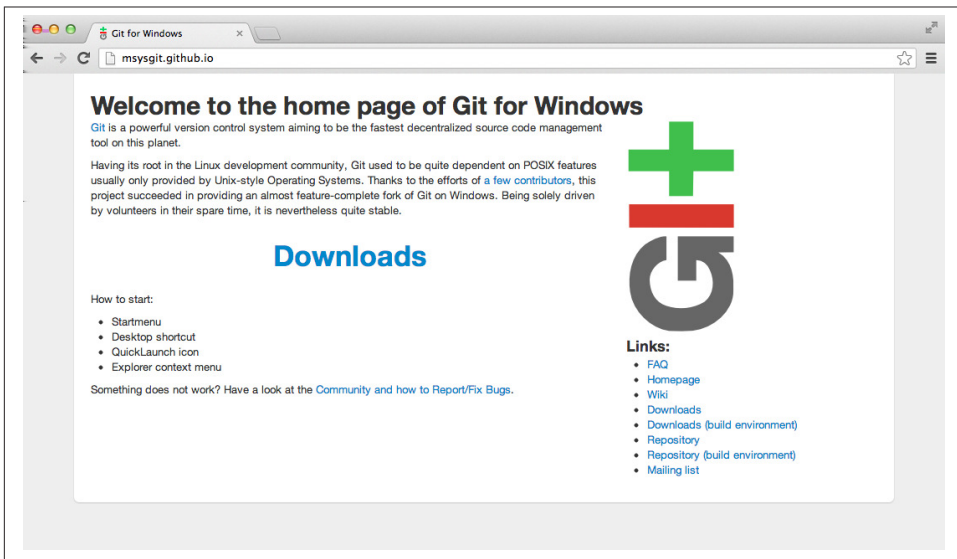 Git for Windows
msysgit.github.io
Welcome to the home page of Git for Windows
Git is a powerful version control system aiming to be the fastest decentralized source code management
tool on this planet.
Having its root in the Linux development community, Git used to be quite dependent on POSIX features
usually only provided by Unix-style Operating Systems. Thanks to the efforts of a few contributors, this
project succeeded in providing an almost feature-complete fork of Git on Windows. Being solely driven
by volunteers in their spare time, it is nevertheless quite stable.
Downloads
How to start:
• Startmenu
• Desktop shortcut
• QuickLaunch icon
• Explorer context menu
Something does not work? Have a look at the Community and how to Report/Fix Bugs.
GIT
Links:
• FAQ
• Homepage
• Wiki
• Downloads
• Downloads (build environment)
• Repository
• Repository (build environment)
• Mailing list